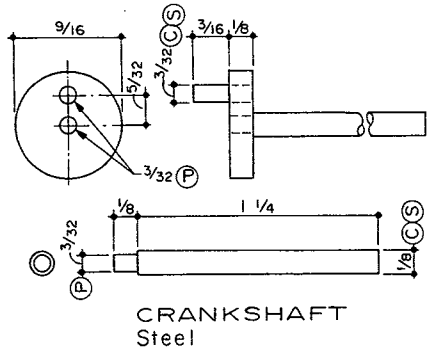 9/16
3/16 1/8
C S
3/32
5/32
3/32 P
1/8 1 1/4
3/32
P
C S
1/8
CRANKSHAFT
Steel